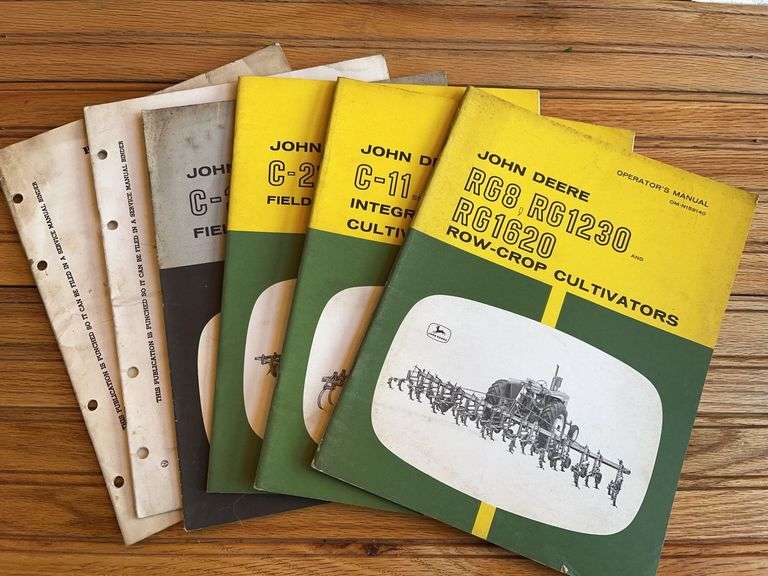 THIS PUBLICATION IS PUNCHED SO IT CAN BE FILED IN A SERVICE MANUAL BINDER
THIS PUBLICATION IS PUNCHED SO IT CAN BE FILED IN A SERVICE MANUAL BINDER
JOHN
C-
FIEL
JOHN
C-2
FIELD
JOHN DE
C-11
INTEGR
CULTIV
JOHN DEERE
OPERATOR'S MANUAL
RG8, RG1230
AND
RG1620
ROW-CROP CULTIVATORS
JOHN DEERE